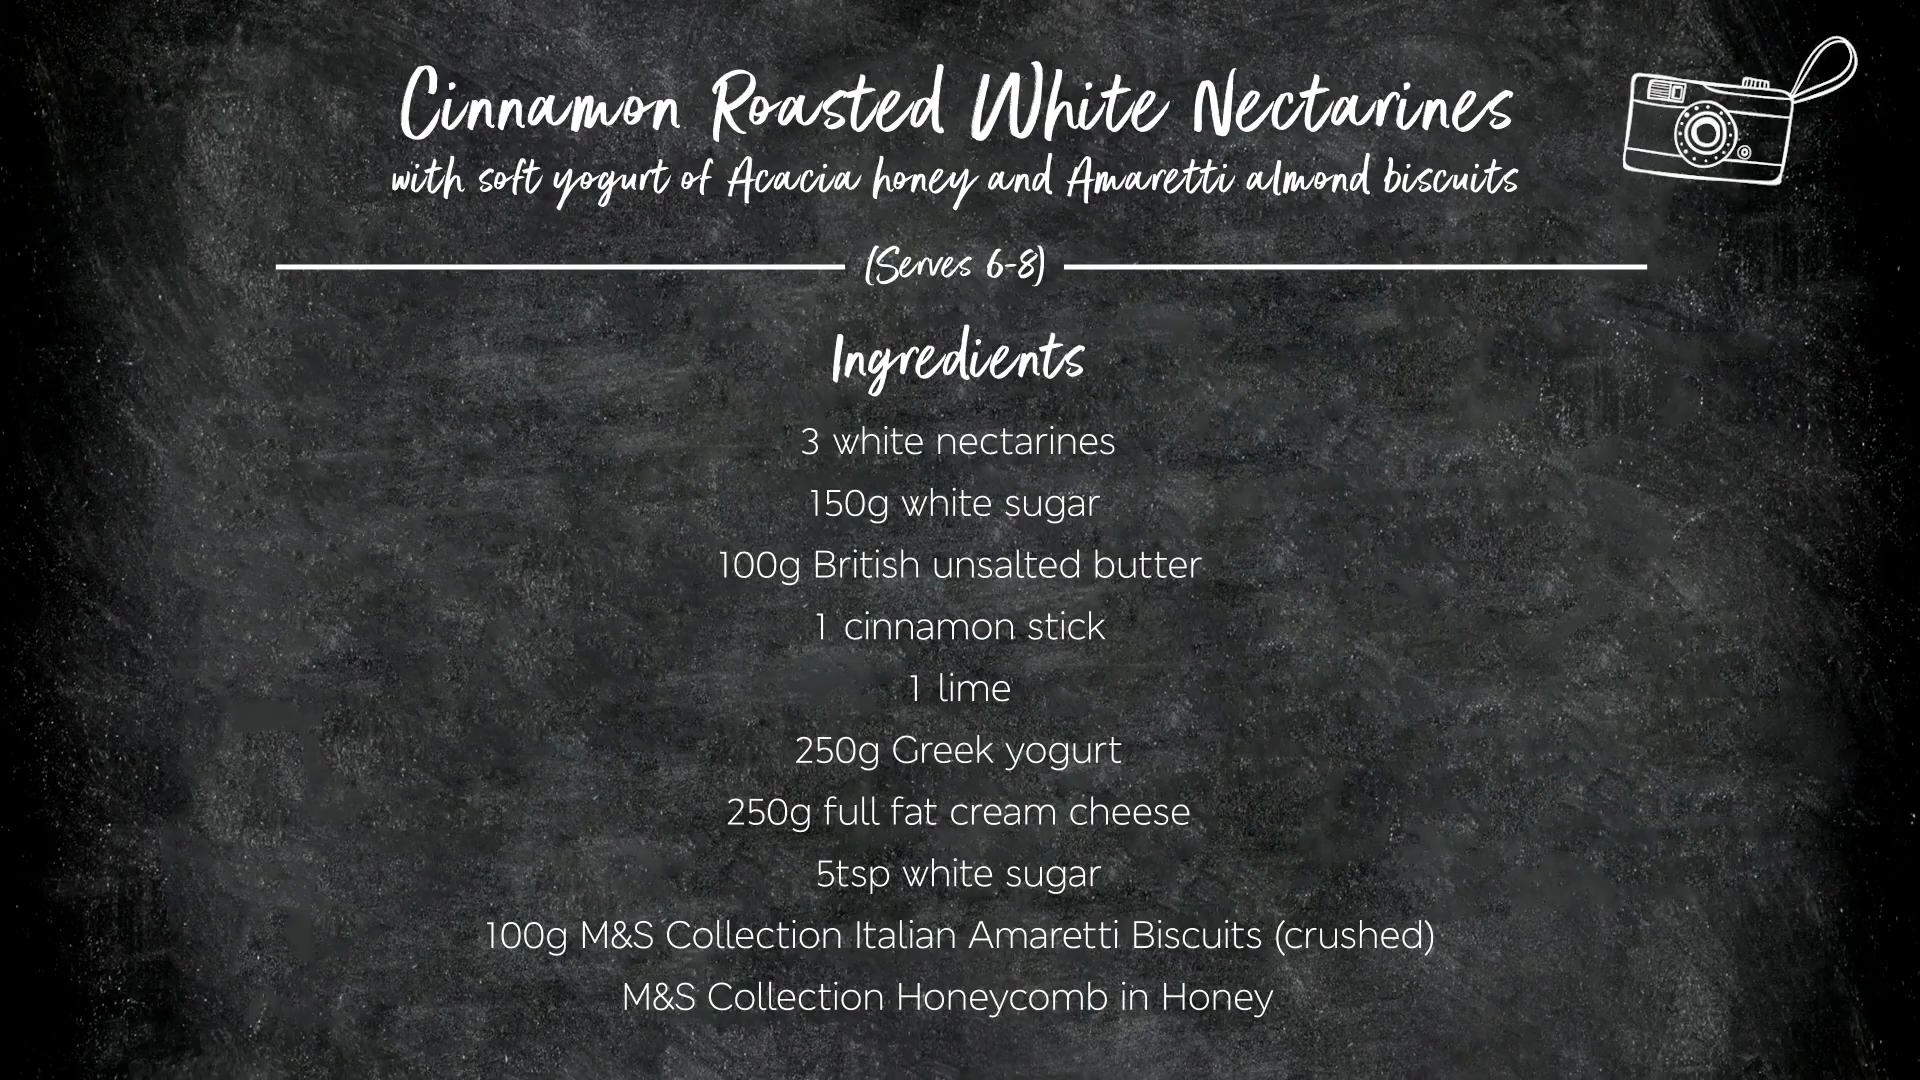 Cinnamon Roasted White Nectarines
with soft yogurt of Acacia honey and Amaretti almond biscuits
(Serves 6-8)
Ingredients
3 white nectarines
150g white sugar
100g British unsalted butter
1 cinnamon stick
1 lime
250g Greek yogurt
250g full fat cream cheese
5tsp white sugar
100g M&S Collection Italian Amaretti Biscuits (crushed)
M&S Collection Honeycomb in Honey